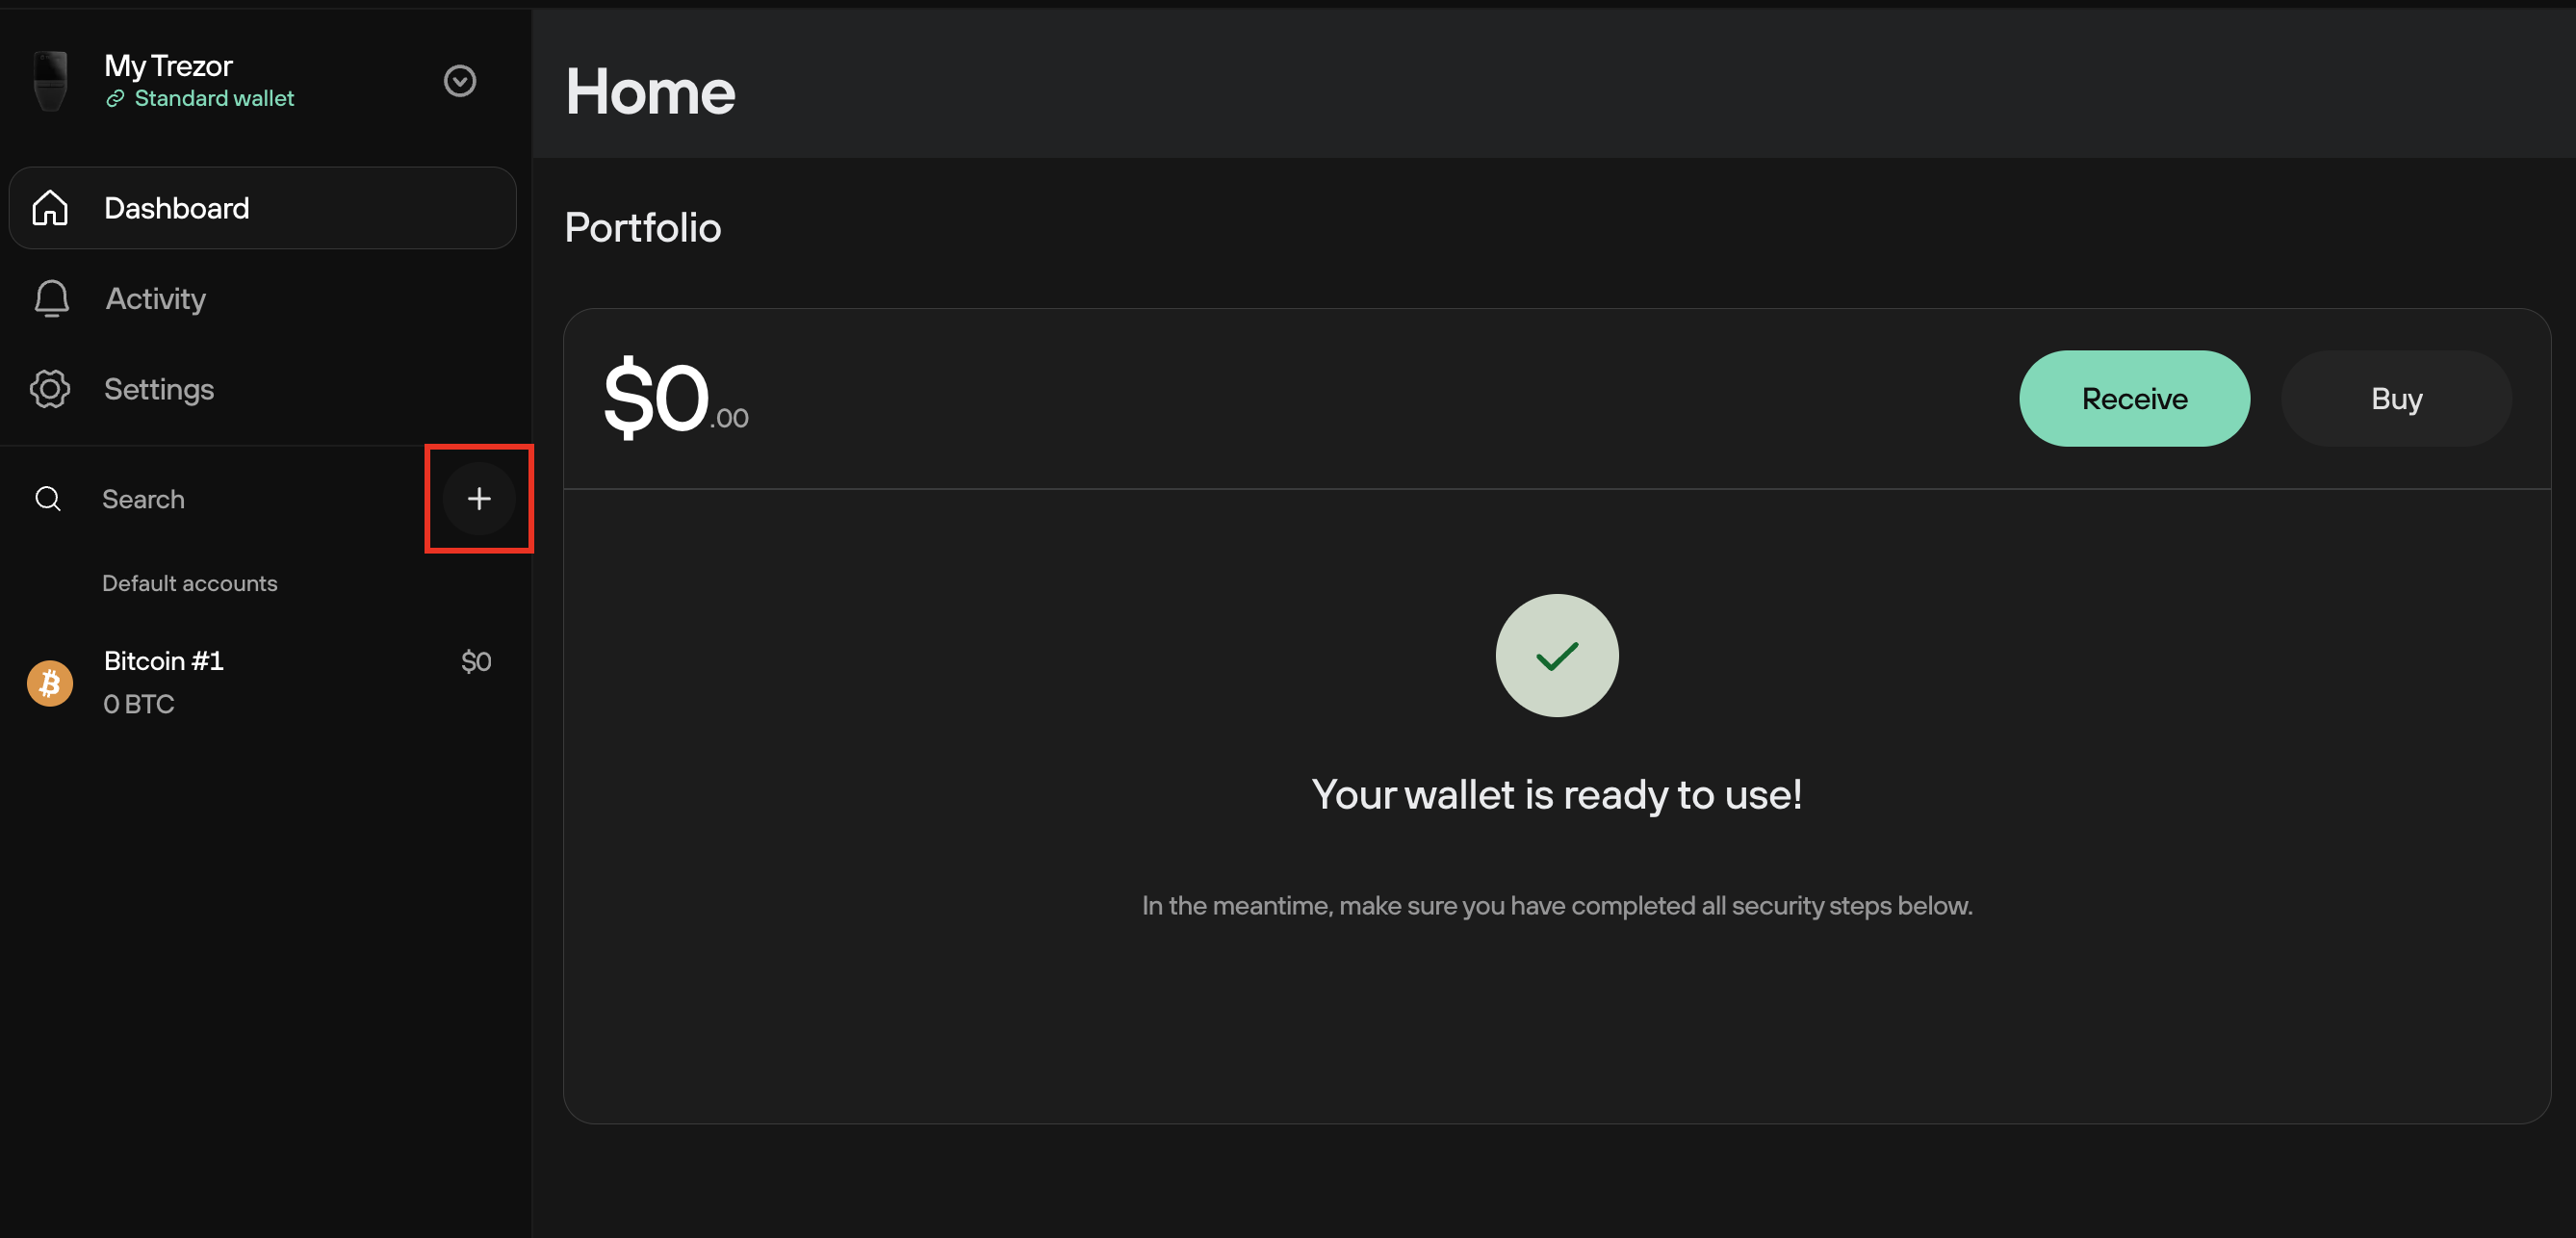 My Trezor
Standard wallet
Dashboard
Activity
Settings
Search
+
Default accounts
Bitcoin #1
$0
0 BTC
Home
Portfolio
$0.00
Receive
Buy
Your wallet is ready to use!
In the meantime, make sure you have completed all security steps below.